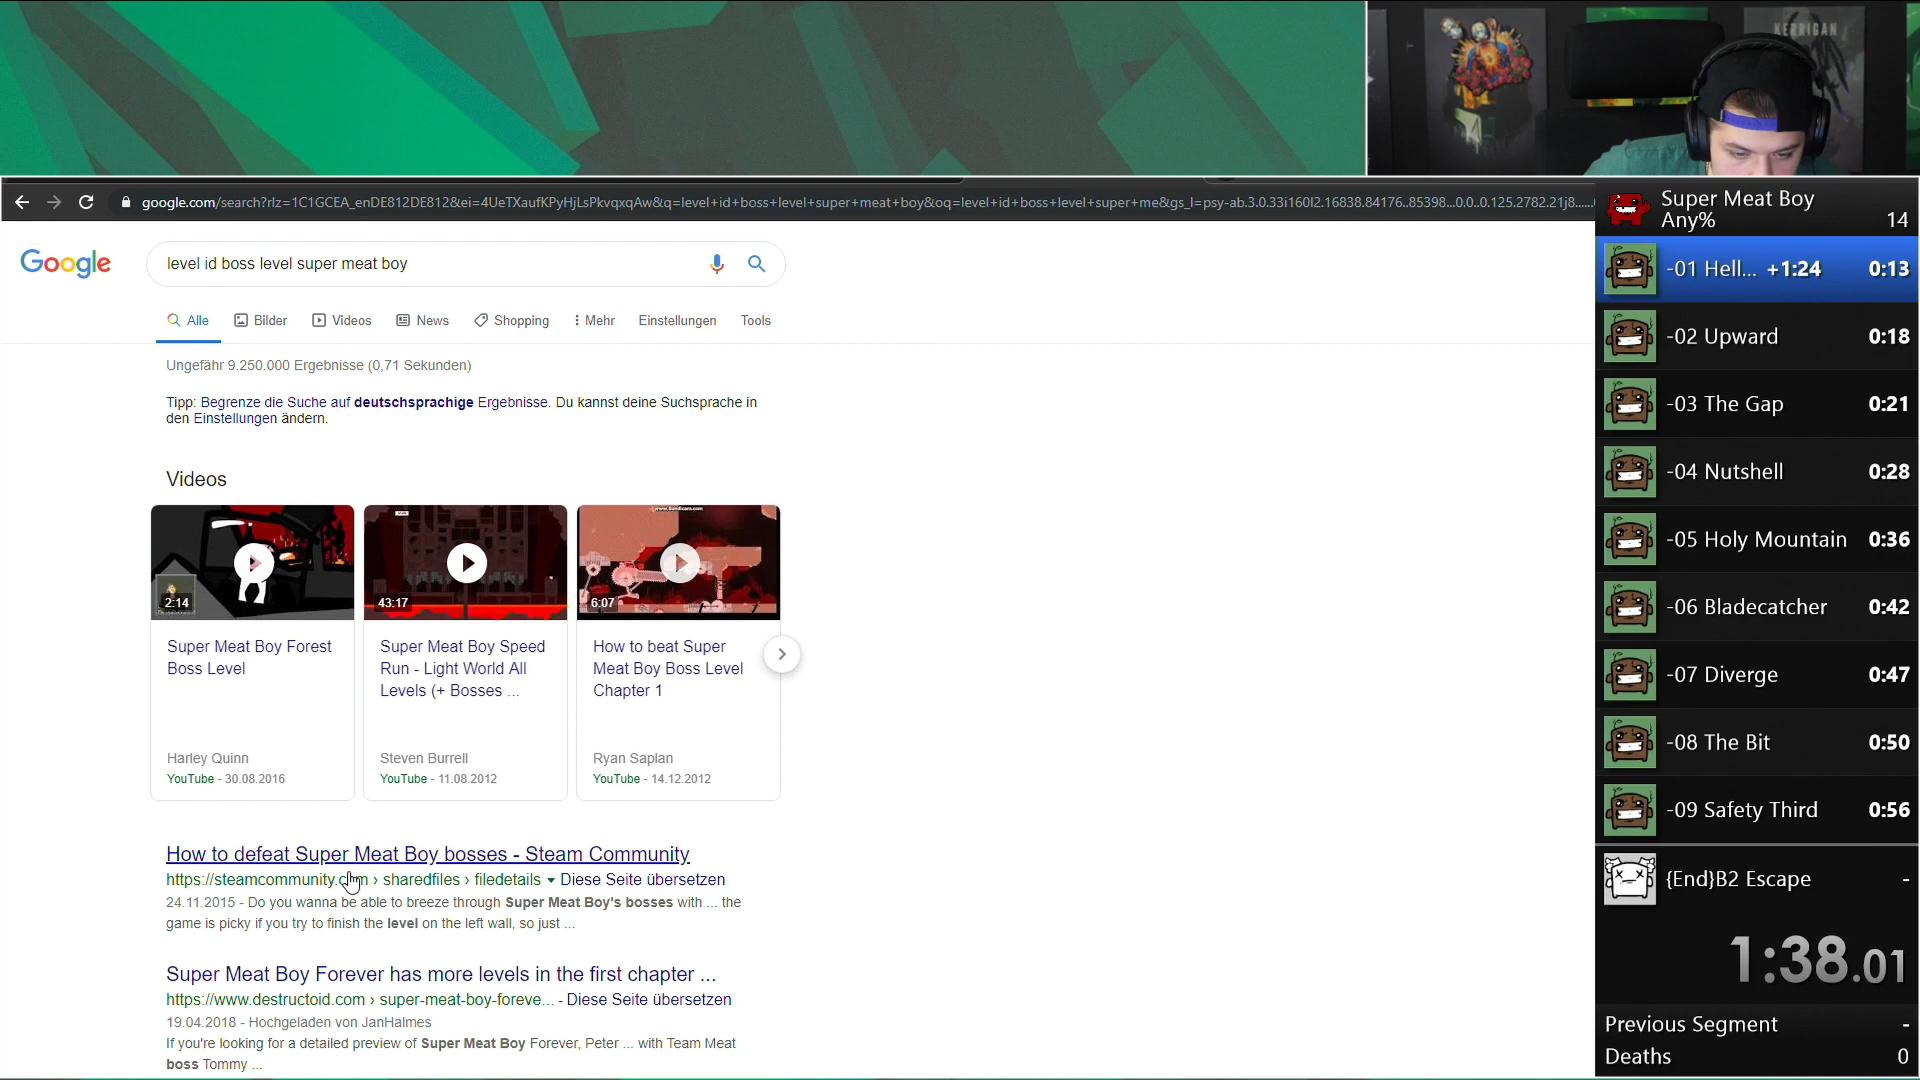 KERRIGAN
google.com/search?rlz=1C1GCEA_enDE812DE812&ei=4UeTXaufKPyHjLsPkvqxqAw&q=level+id+boss+level+super+meat+boy&oq=level+id+boss+level+super+me&gs_l=psy-ab.3.0.33i160l2.16838.84176..85398...0.0..0.125.2782.21j8......
Google
level id boss level super meat boy
Alle
Bilder
Videos
News
Shopping
Mehr
Einstellungen
Tools
Ungefähr 9.250.000 Ergebnisse (0,71 Sekunden)
Tipp: Begrenze die Suche auf deutschsprachige Ergebnisse. Du kannst deine Suchsprache in
den Einstellungen ändern.
Videos
2:14
43:17
6:07
Super Meat Boy Forest
Boss Level
Harley Quinn
YouTube - 30.08.2016
Super Meat Boy Speed
Run - Light World All
Levels (+ Bosses ...
Steven Burrell
YouTube - 11.08.2012
How to beat Super
Meat Boy Boss Level
Chapter 1
Ryan Saplan
YouTube - 14.12.2012
How to defeat Super Meat Boy bosses - Steam Community
https://steamcommunity.com › sharedfiles › filedetails ▾ Diese Seite übersetzen
24.11.2015 - Do you wanna be able to breeze through Super Meat Boy's bosses with ... the
game is picky if you try to finish the level on the left wall, so just ...
Super Meat Boy Forever has more levels in the first chapter ...
https://www.destructoid.com › super-meat-boy-foreve... - Diese Seite übersetzen
19.04.2018 - Hochgeladen von JanHalmes
If you're looking for a detailed preview of Super Meat Boy Forever, Peter ... with Team Meat
boss Tommy ...
Super Meat Boy
Any% 14
-01 Hell... +1:24 0:13
-02 Upward 0:18
-03 The Gap 0:21
-04 Nutshell 0:28
-05 Holy Mountain 0:36
-06 Bladecatcher 0:42
-07 Diverge 0:47
-08 The Bit 0:50
-09 Safety Third 0:56
{End}B2 Escape -
1:38.01
Previous Segment -
Deaths 0